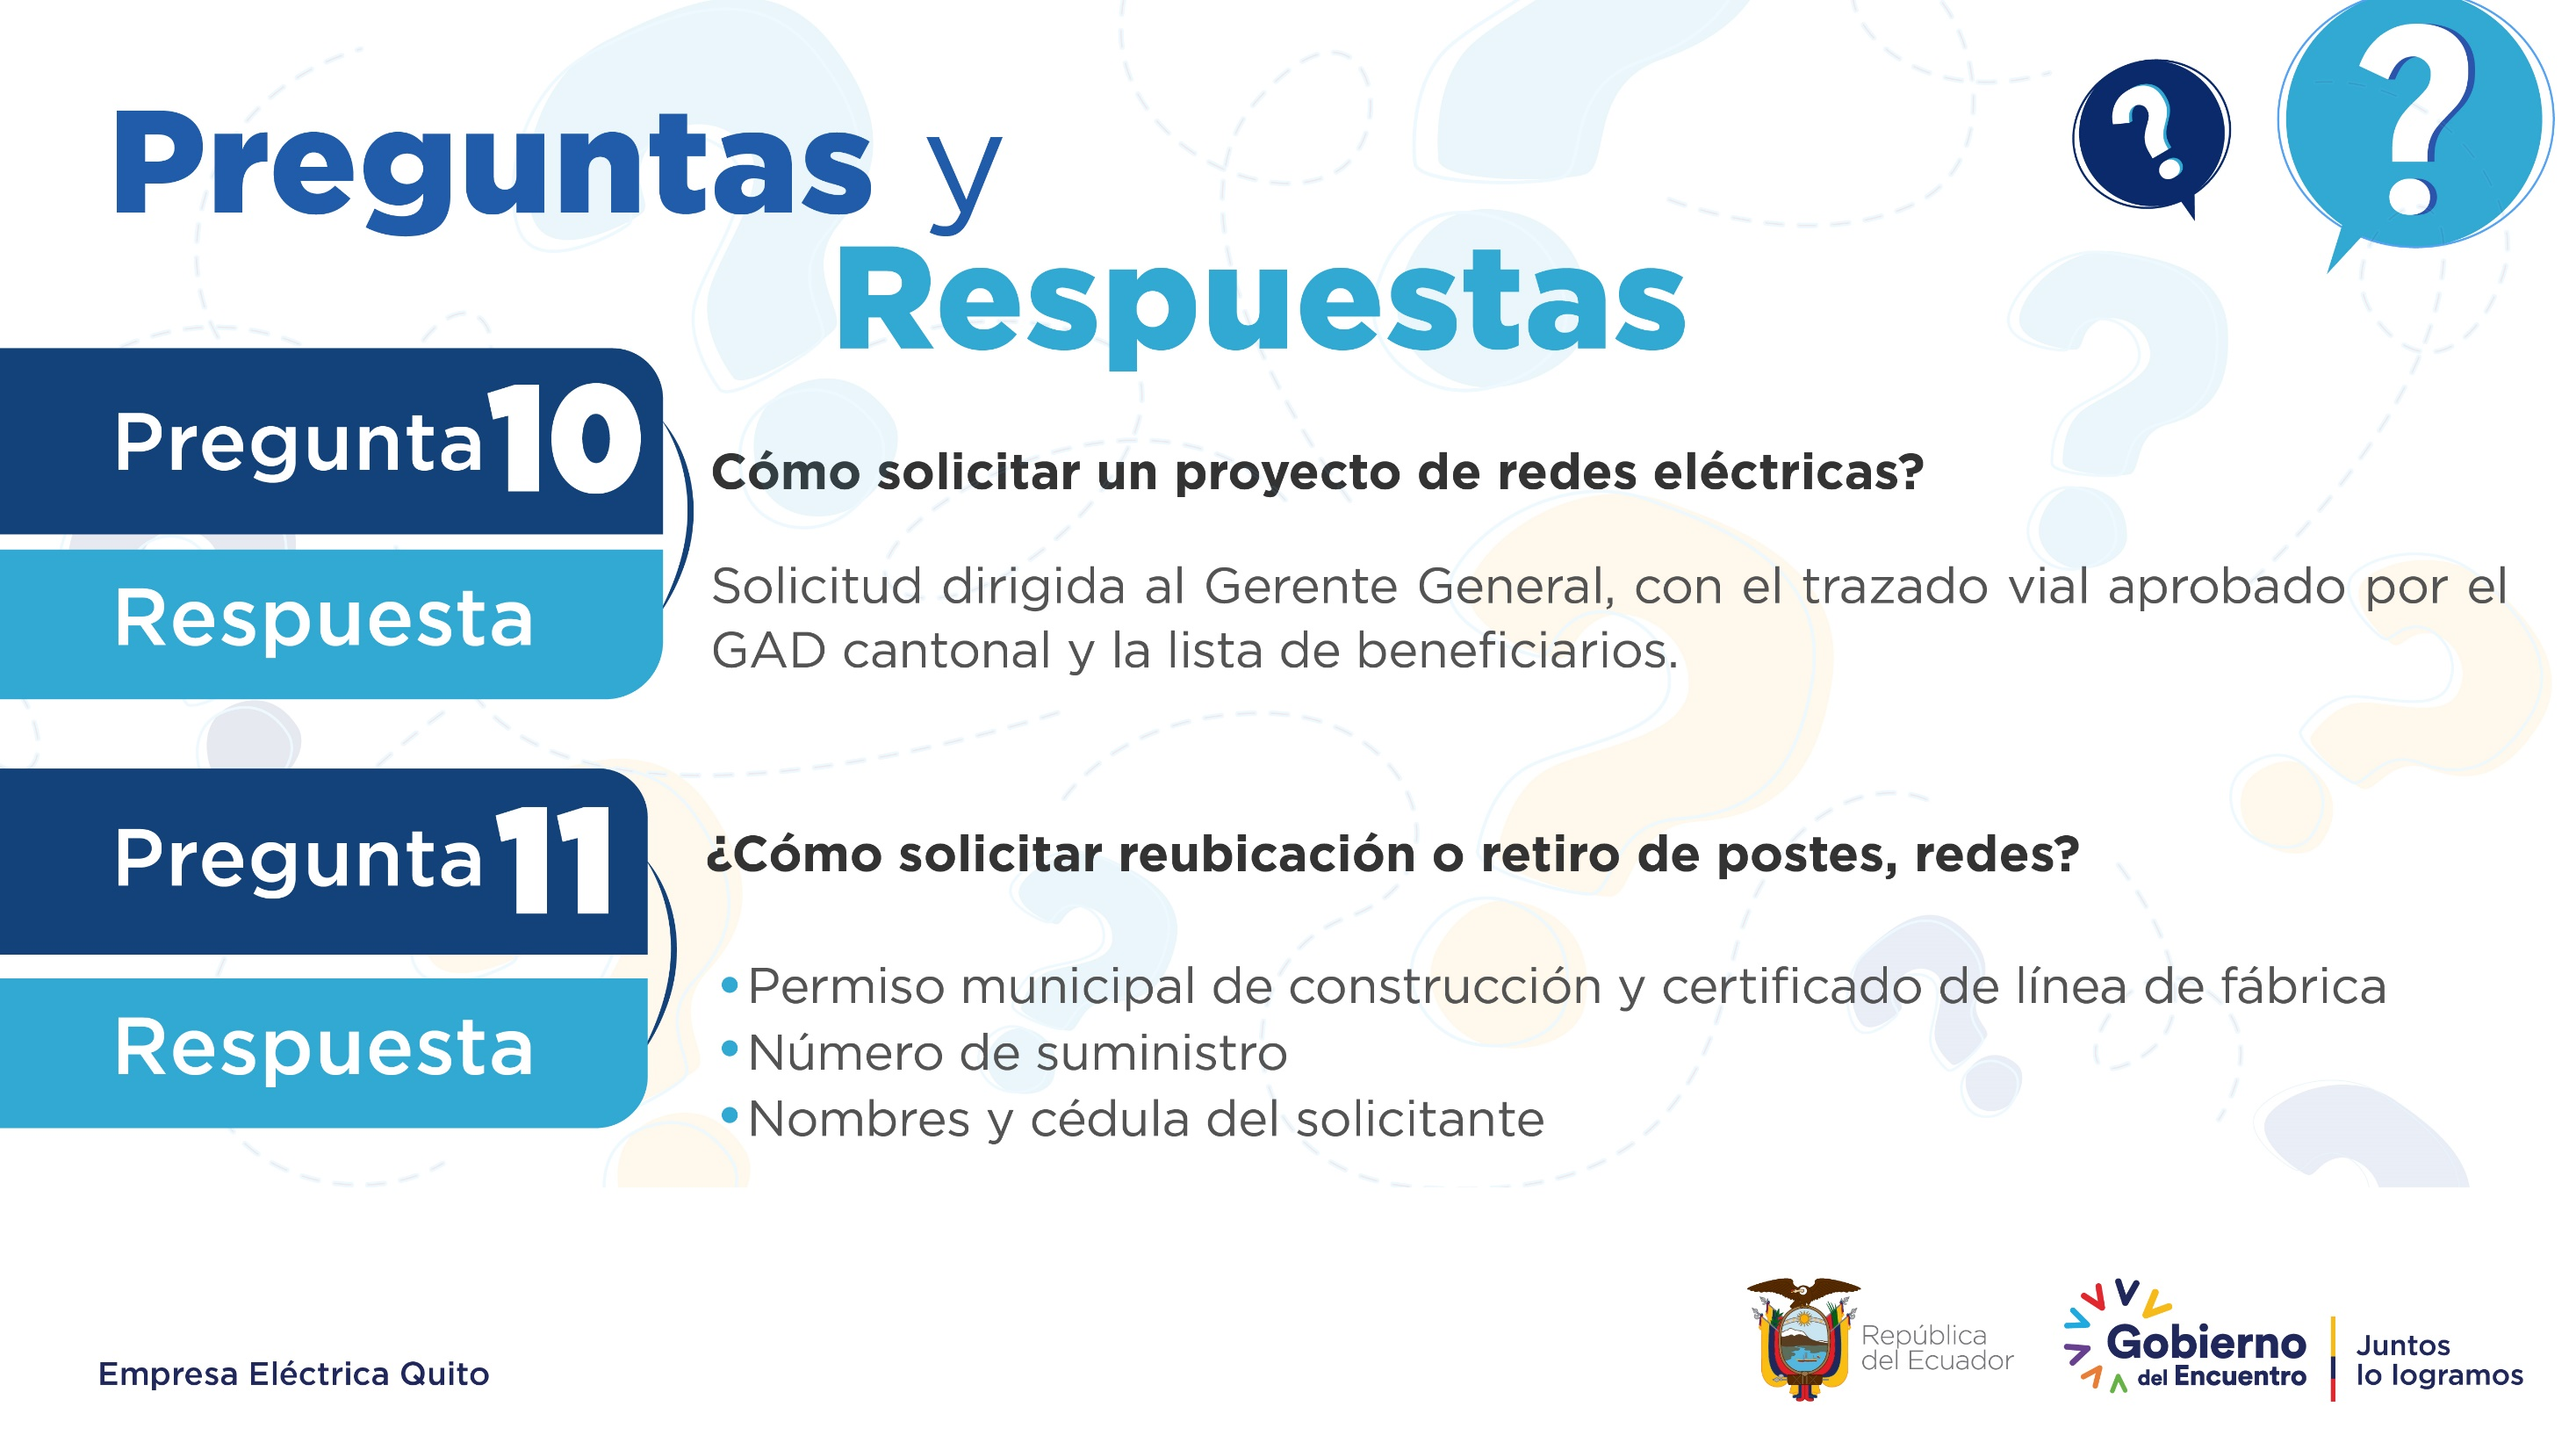 Preguntas y
Respuestas
Pregunta 10
Cómo solicitar un proyecto de redes eléctricas?
Respuesta
Solicitud dirigida al Gerente General, con el trazado vial aprobado por el
GAD cantonal y la lista de beneficiarios.
Pregunta 11
¿Cómo solicitar reubicación o retiro de postes, redes?
Respuesta
•Permiso municipal de construcción y certificado de línea de fábrica
•Número de suministro
•Nombres y cédula del solicitante
Empresa Eléctrica Quito
República
del Ecuador
Gobierno
del Encuentro
Juntos
lo logramos